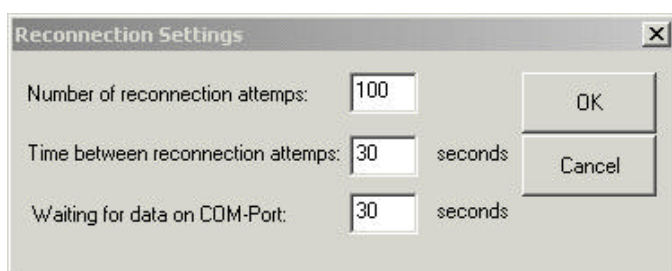 Reconnection Settings
Number of reconnection attemps: 100
OK
Time between reconnection attemps: 30 seconds
Cancel
Waiting for data on COM-Port: 30 seconds